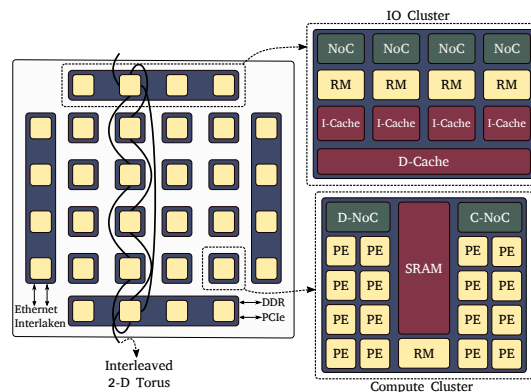 IO Cluster
NoC NoC NoC NoC
RM RM RM RM
I-Cache I-Cache I-Cache I-Cache
D-Cache
D-NoC C-NoC
SRAM
PE PE PE PE
PE PE PE PE
PE PE PE PE
PE PE RM PE PE
Compute Cluster
Ethernet
Interlaken
DDR
PCIe
Interleaved
2-D Torus